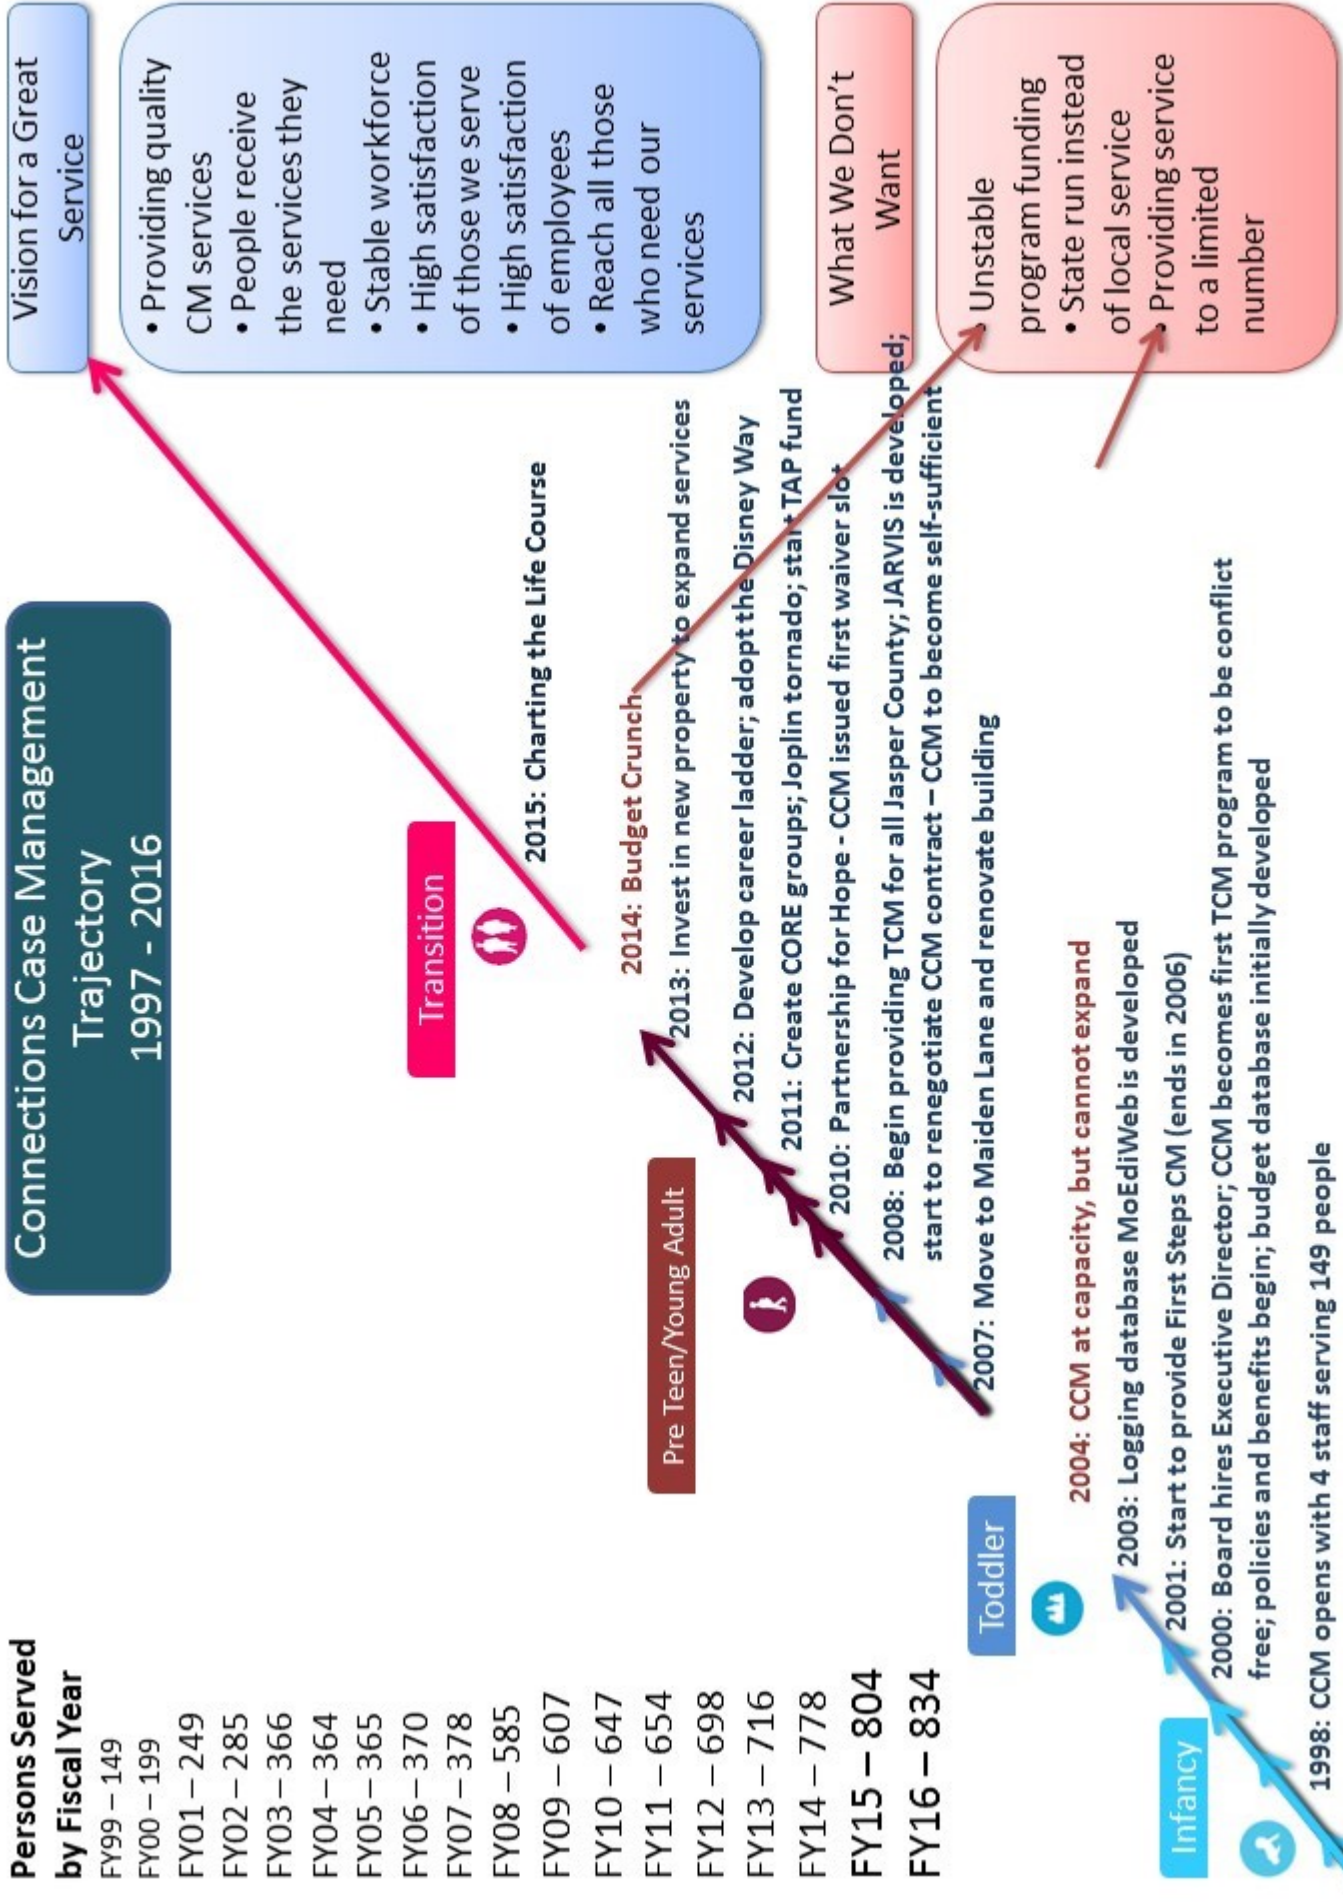 Connections Case Management
Trajectory
1997 - 2016
Persons Served
by Fiscal Year
FY99 – 149
FY00 – 199
FY01 – 249
FY02 – 285
FY03 – 366
FY04 – 364
FY05 – 365
FY06 – 370
FY07 – 378
FY08 – 585
FY09 – 607
FY10 – 647
FY11 – 654
FY12 – 698
FY13 – 716
FY14 – 778
FY15 – 804
FY16 – 834
Vision for a Great
Service
• Providing quality
CM services
• People receive
the services they
need
• Stable workforce
• High satisfaction
of those we serve
• High satisfaction
of employees
• Reach all those
who need our
services
Transition
2015: Charting the Life Course
2014: Budget Crunch
2013: Invest in new property to expand services
2012: Develop career ladder; adopt the Disney Way
2011: Create CORE groups; Joplin tornado; start TAP fund
2010: Partnership for Hope - CCM issued first waiver slot
2008: Begin providing TCM for all Jasper County; JARVIS is developed;
start to renegotiate CCM contract – CCM to become self-sufficient
2007: Move to Maiden Lane and renovate building
Pre Teen/Young Adult
What We Don't
Want
• Unstable
program funding
• State run instead
of local service
• Providing service
to a limited
number
Toddler
2004: CCM at capacity, but cannot expand
2003: Logging database MoEdiWeb is developed
2001: Start to provide First Steps CM (ends in 2006)
2000: Board hires Executive Director; CCM becomes first TCM program to be conflict
free; policies and benefits begin; budget database initially developed
Infancy
1998: CCM opens with 4 staff serving 149 people